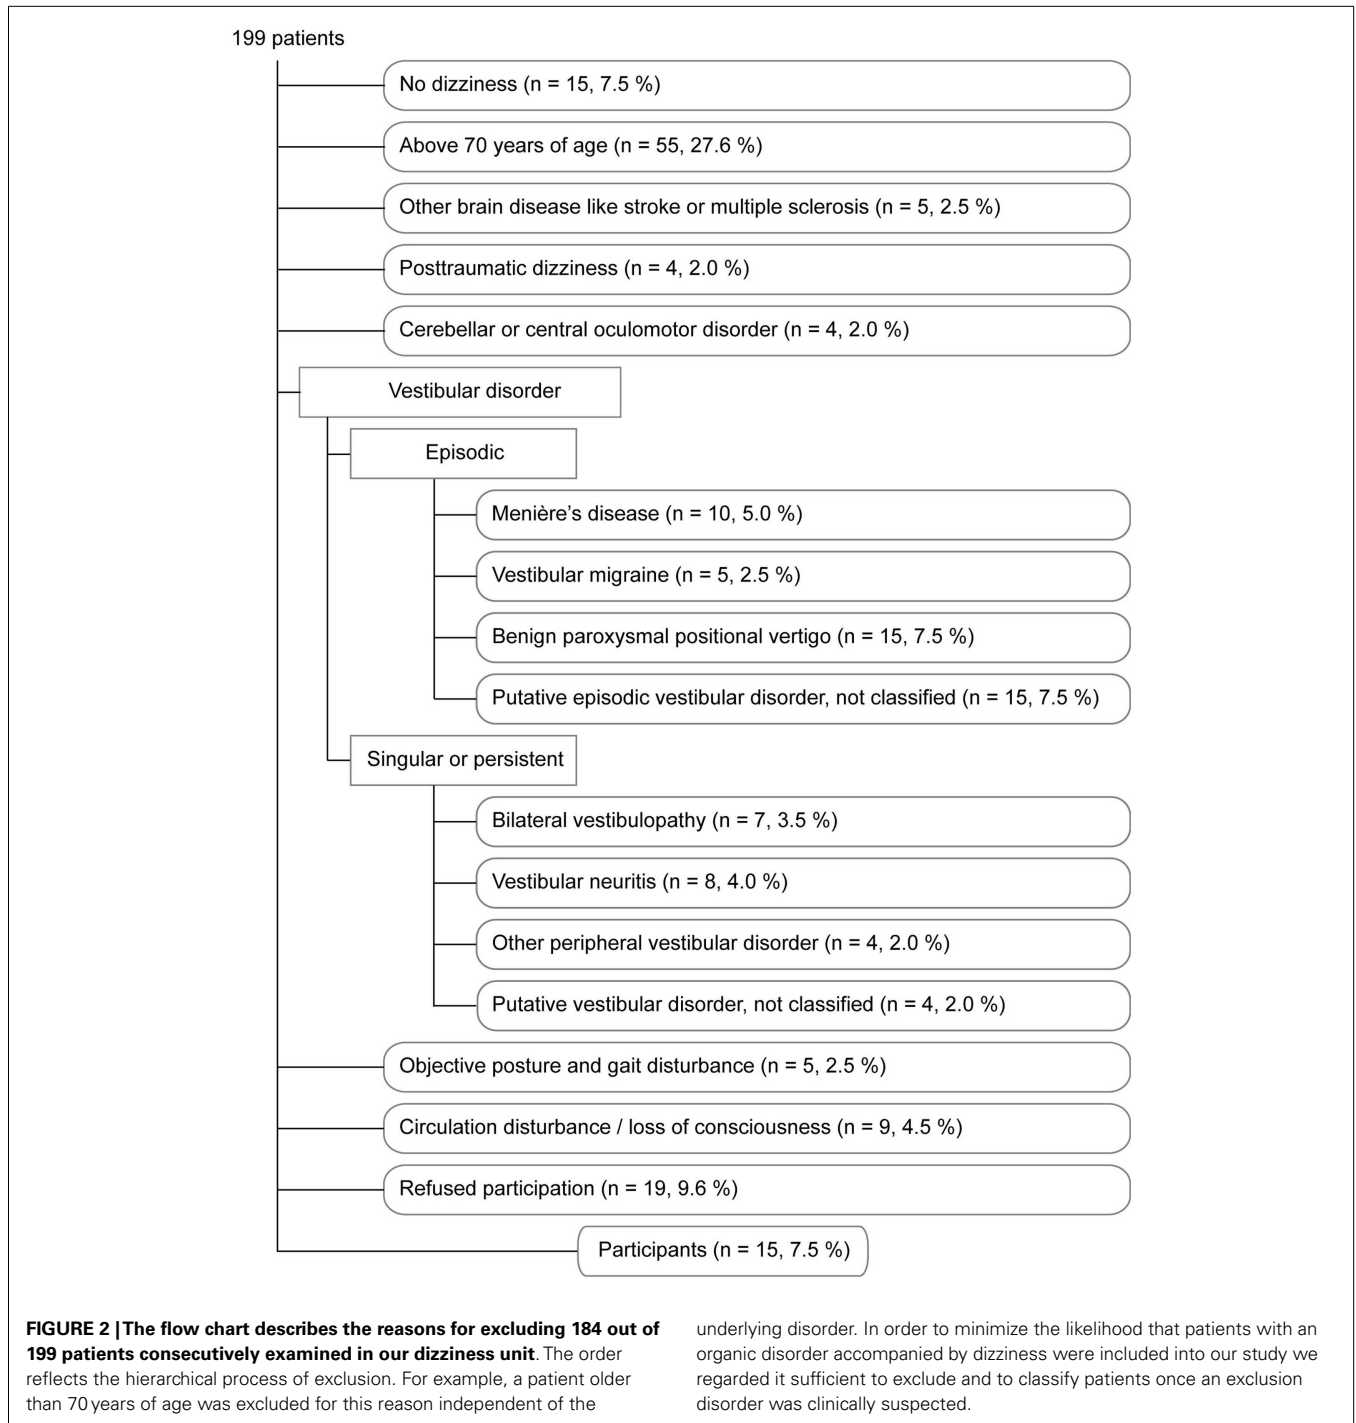 199 patients
No dizziness (n = 15, 7.5 %)
Above 70 years of age (n = 55, 27.6 %)
Other brain disease like stroke or multiple sclerosis (n = 5, 2.5 %)
Posttraumatic dizziness (n = 4, 2.0 %)
Cerebellar or central oculomotor disorder (n = 4, 2.0 %)
Vestibular disorder
Episodic
Menière’s disease (n = 10, 5.0 %)
Vestibular migraine (n = 5, 2.5 %)
Benign paroxysmal positional vertigo (n = 15, 7.5 %)
Putative episodic vestibular disorder, not classified (n = 15, 7.5 %)
Singular or persistent
Bilateral vestibulopathy (n = 7, 3.5 %)
Vestibular neuritis (n = 8, 4.0 %)
Other peripheral vestibular disorder (n = 4, 2.0 %)
Putative vestibular disorder, not classified (n = 4, 2.0 %)
Objective posture and gait disturbance (n = 5, 2.5 %)
Circulation disturbance / loss of consciousness (n = 9, 4.5 %)
Refused participation (n = 19, 9.6 %)
Participants (n = 15, 7.5 %)
FIGURE 2 | The flow chart describes the reasons for excluding 184 out of
199 patients consecutively examined in our dizziness unit. The order
reflects the hierarchical process of exclusion. For example, a patient older
than 70 years of age was excluded for this reason independent of the
underlying disorder. In order to minimize the likelihood that patients with an
organic disorder accompanied by dizziness were included into our study we
regarded it sufficient to exclude and to classify patients once an exclusion
disorder was clinically suspected.